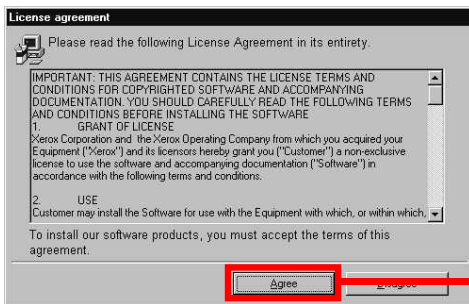 License agreement
Please read the following License Agreement in its entirety.
IMPORTANT: THIS AGREEMENT CONTAINS THE LICENSE TERMS AND
CONDITIONS FOR COPYRIGHTED SOFTWARE AND ACCOMPANYING
DOCUMENTATION. YOU SHOULD CAREFULLY READ THE FOLLOWING TERMS
AND CONDITIONS BEFORE INSTALLING THE SOFTWARE
1. GRANT OF LICENSE
Xerox Corporation and the Xerox Operating Company from which you acquired your
Equipment ("Xerox") and its licensors hereby grant you ("Customer") a non-exclusive
license to use the software and accompanying documentation ("Software") in
accordance with the following terms and conditions.
2. USE
Customer may install the Software for use with the Equipment with which, or within which,
To install our software products, you must accept the terms of this
agreement.
Agree
Disagree